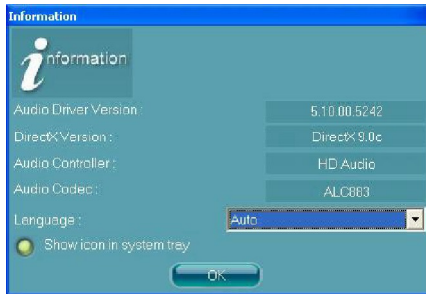 Information
information
Audio Driver Version : 5.10.00.5242
DirectX Version : DirectX 9.0c
Audio Controller : HD Audio
Audio Codec : ALC883
Language : Auto
Show icon in system tray
OK